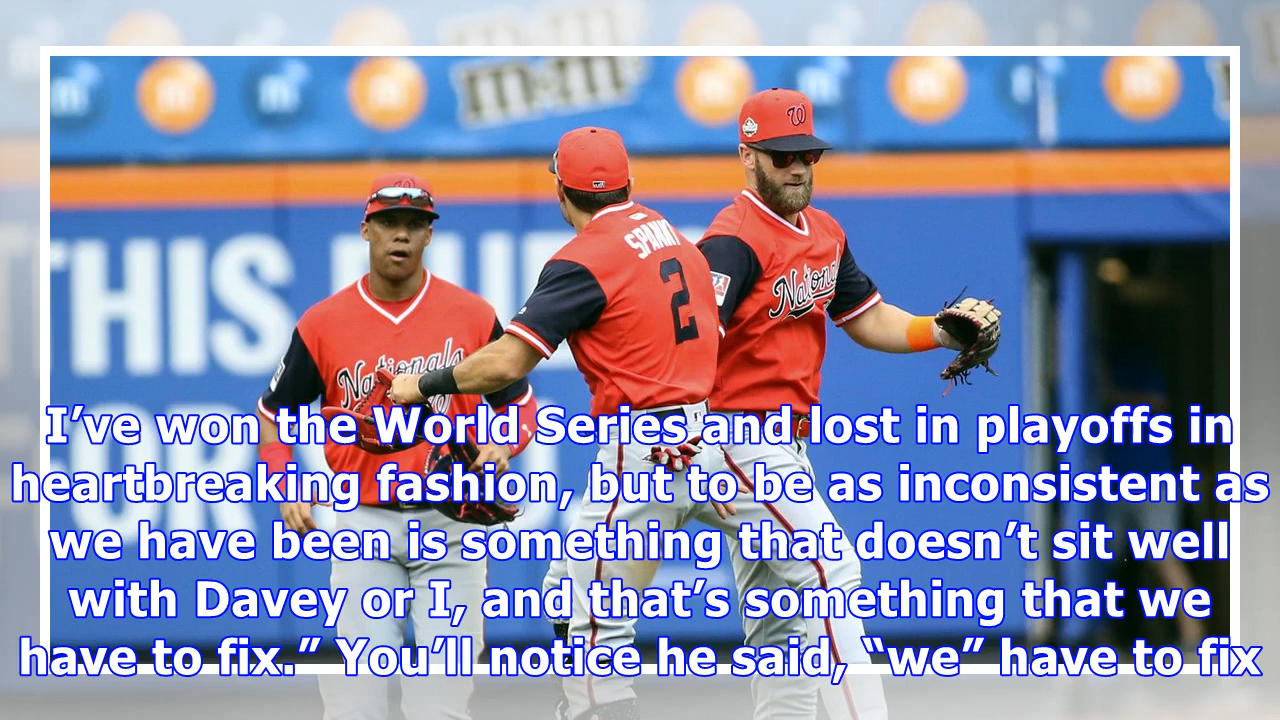 m&m's
THIS
SPANKY
2
Nationals
Nationals
W
FOR
I’ve won the World Series and lost in playoffs in
heartbreaking fashion, but to be as inconsistent as
we have been is something that doesn’t sit well
with Davey or I, and that’s something that we
have to fix.” You’ll notice he said, “we” have to fix